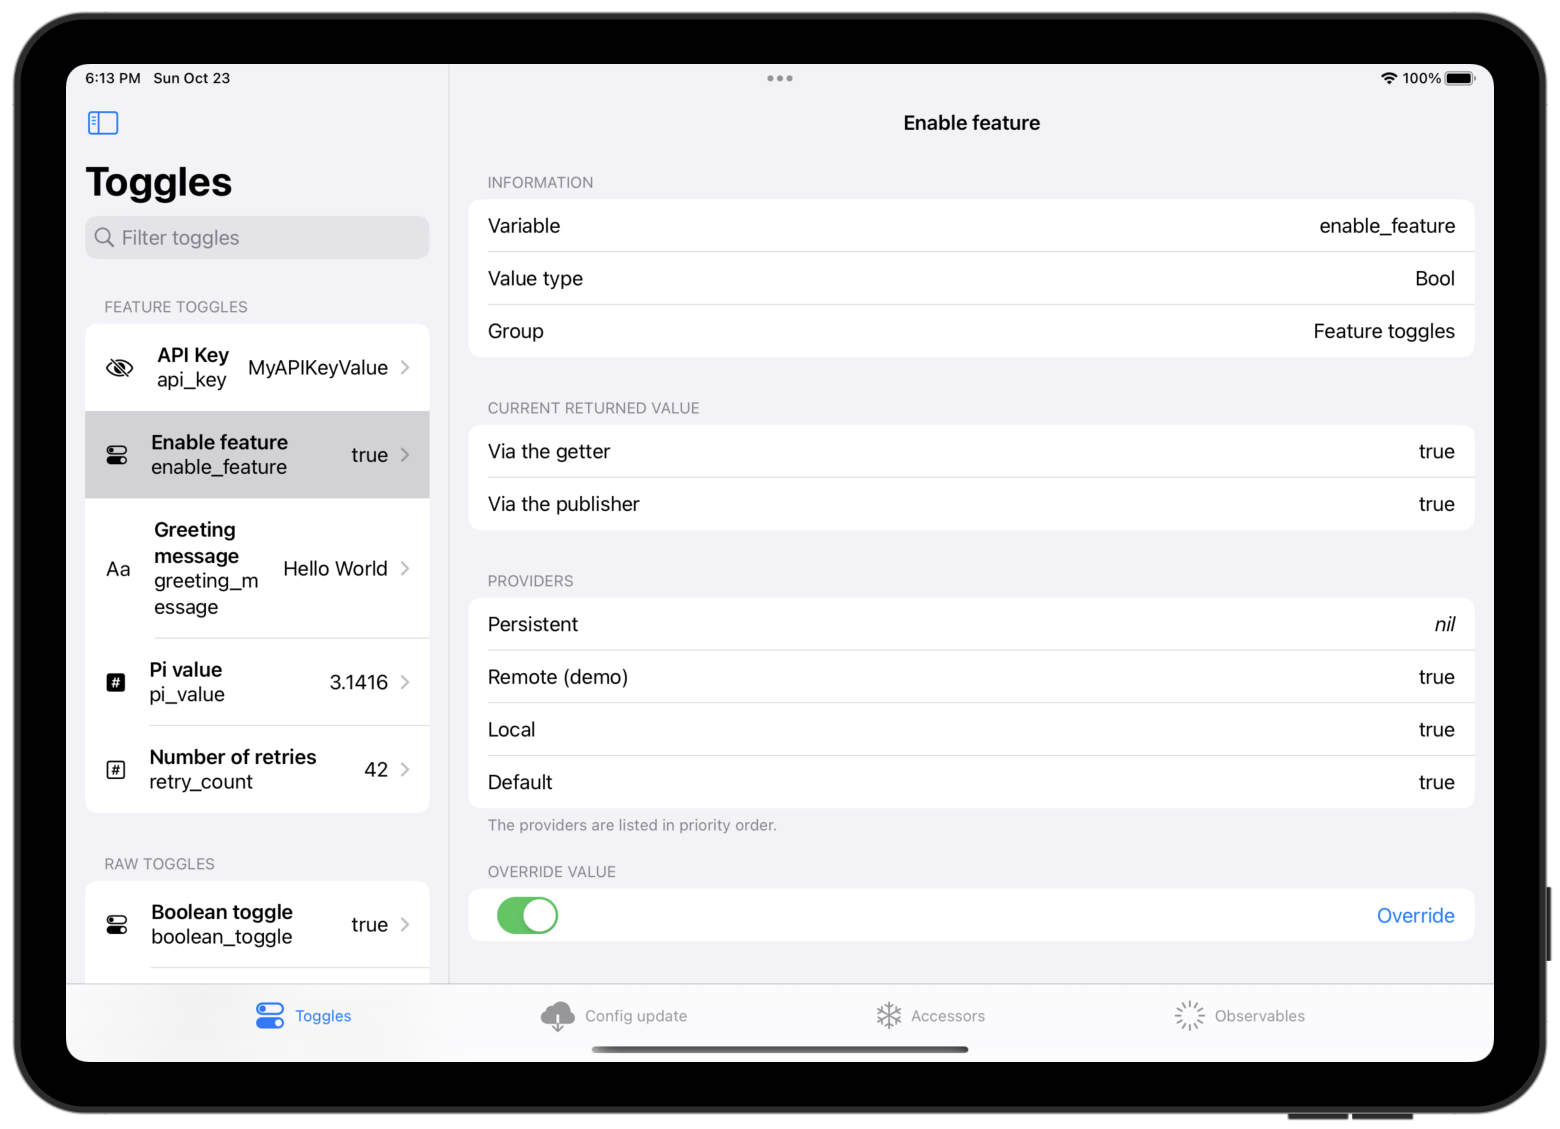 6:13 PM Sun Oct 23
100%
Toggles
Filter toggles
FEATURE TOGGLES
API Key
api_key
MyAPIKeyValue
Enable feature
enable_feature
true
Greeting
message
greeting_m
essage
Aa
Hello World
Pi value
pi_value
#
3.1416
Number of retries
retry_count
#
42
RAW TOGGLES
Boolean toggle
boolean_toggle
true
Enable feature
INFORMATION
Variable enable_feature
Value type Bool
Group Feature toggles
CURRENT RETURNED VALUE
Via the getter true
Via the publisher true
PROVIDERS
Persistent nil
Remote (demo) true
Local true
Default true
The providers are listed in priority order.
OVERRIDE VALUE
Override
Toggles
Config update
Accessors
Observables